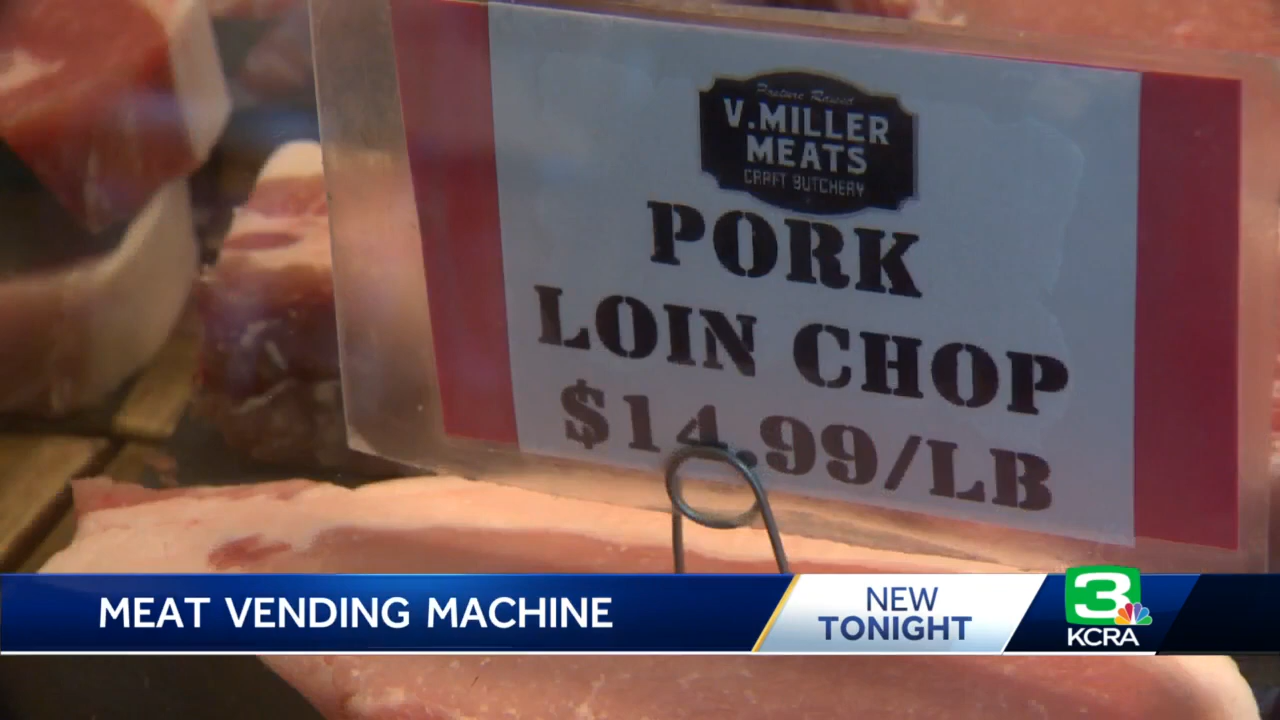 Pasture Raised
V.MILLER
MEATS
CRAFT BUTCHERY
PORK
LOIN CHOP
$14.99/LB
MEAT VENDING MACHINE
NEW
TONIGHT
3
KCRA